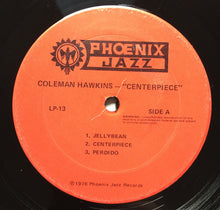 PHOENIX
JAZZ
COLEMAN HAWKINS — "CENTERPIECE"
LP-13
SIDE A
1. JELLYBEAN
2. CENTERPIECE
3. PERDIDO
© 1976 Phoenix Jazz Records